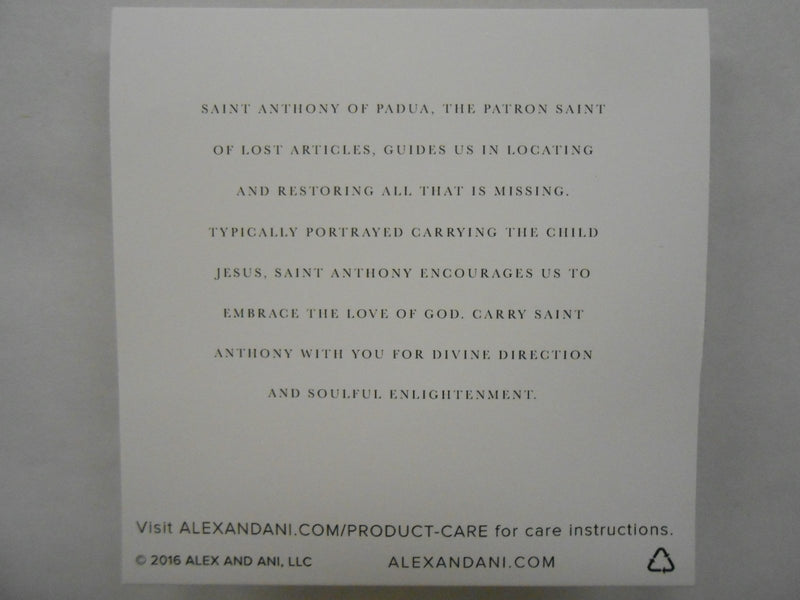 SAINT ANTHONY OF PADUA, THE PATRON SAINT
OF LOST ARTICLES, GUIDES US IN LOCATING
AND RESTORING ALL THAT IS MISSING.
TYPICALLY PORTRAYED CARRYING THE CHILD
JESUS, SAINT ANTHONY ENCOURAGES US TO
EMBRACE THE LOVE OF GOD. CARRY SAINT
ANTHONY WITH YOU FOR DIVINE DIRECTION
AND SOULFUL ENLIGHTENMENT.
Visit ALEXANDANI.COM/PRODUCT-CARE for care instructions.
© 2016 ALEX AND ANI, LLC ALEXANDANI.COM